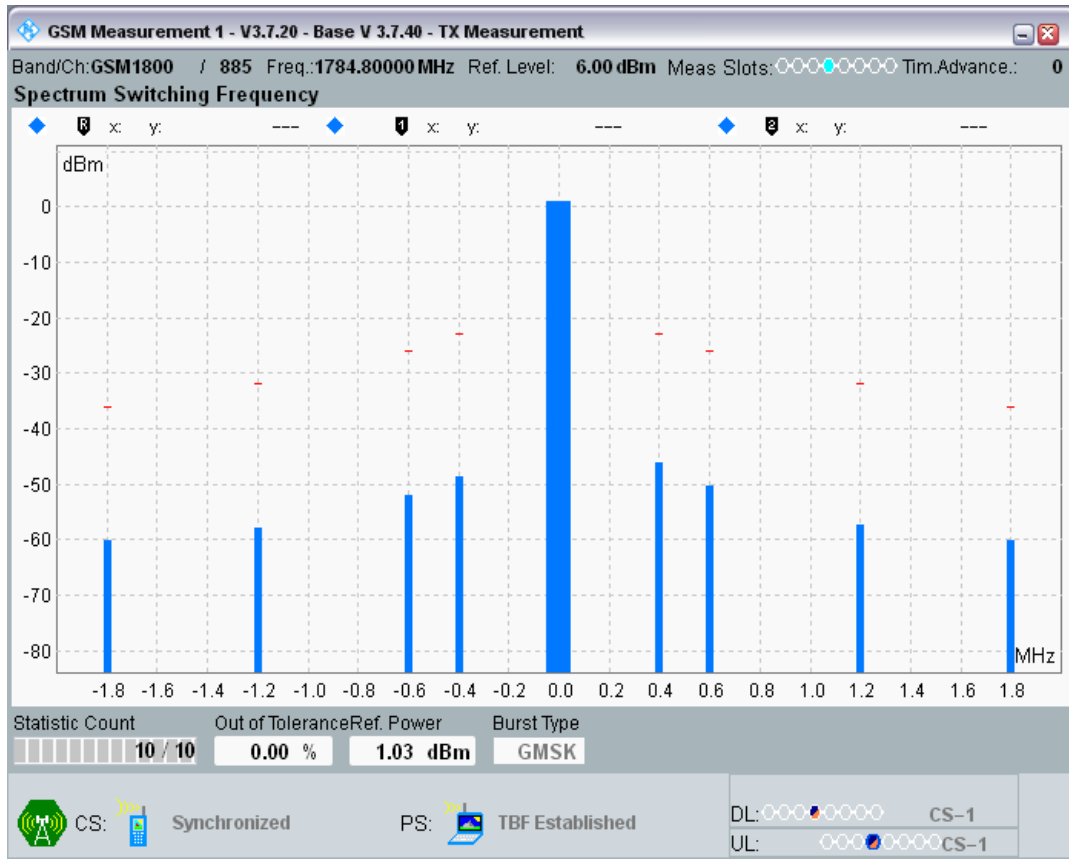 GSM Measurement 1 - V3.7.20 - Base V 3.7.40 - TX Measurement
Band/Ch:GSM1800 / 885 Freq.:1784.80000 MHz Ref. Level: 6.00 dBm Meas Slots: Tim.Advance.: 0
Spectrum Switching Frequency
R x: y: --- 1 x: y: --- 2 x: y: ---
dBm
0
-10
-20
-30
-40
-50
-60
-70
-80
MHz
-1.8 -1.6 -1.4 -1.2 -1.0 -0.8 -0.6 -0.4 -0.2 0.0 0.2 0.4 0.6 0.8 1.0 1.2 1.4 1.6 1.8
Statistic Count Out of Tolerance Ref. Power Burst Type
10 / 10 0.00 % 1.03 dBm GMSK
CS: Synchronized PS: TBF Established
DL: CS-1
UL: CS-1